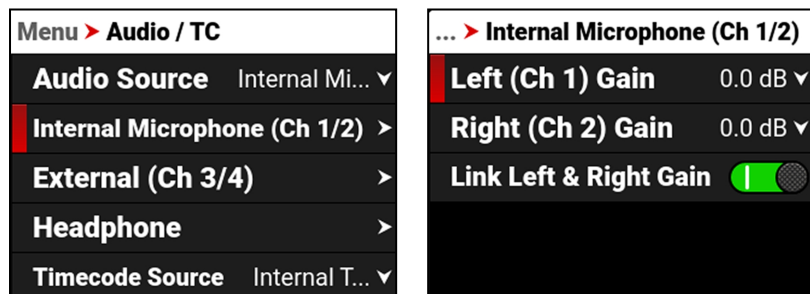 Menu > Audio / TC
Audio Source Internal Mi...
Internal Microphone (Ch 1/2) >
External (Ch 3/4) >
Headphone >
Timecode Source Internal T...
... > Internal Microphone (Ch 1/2)
Left (Ch 1) Gain 0.0 dB
Right (Ch 2) Gain 0.0 dB
Link Left & Right Gain